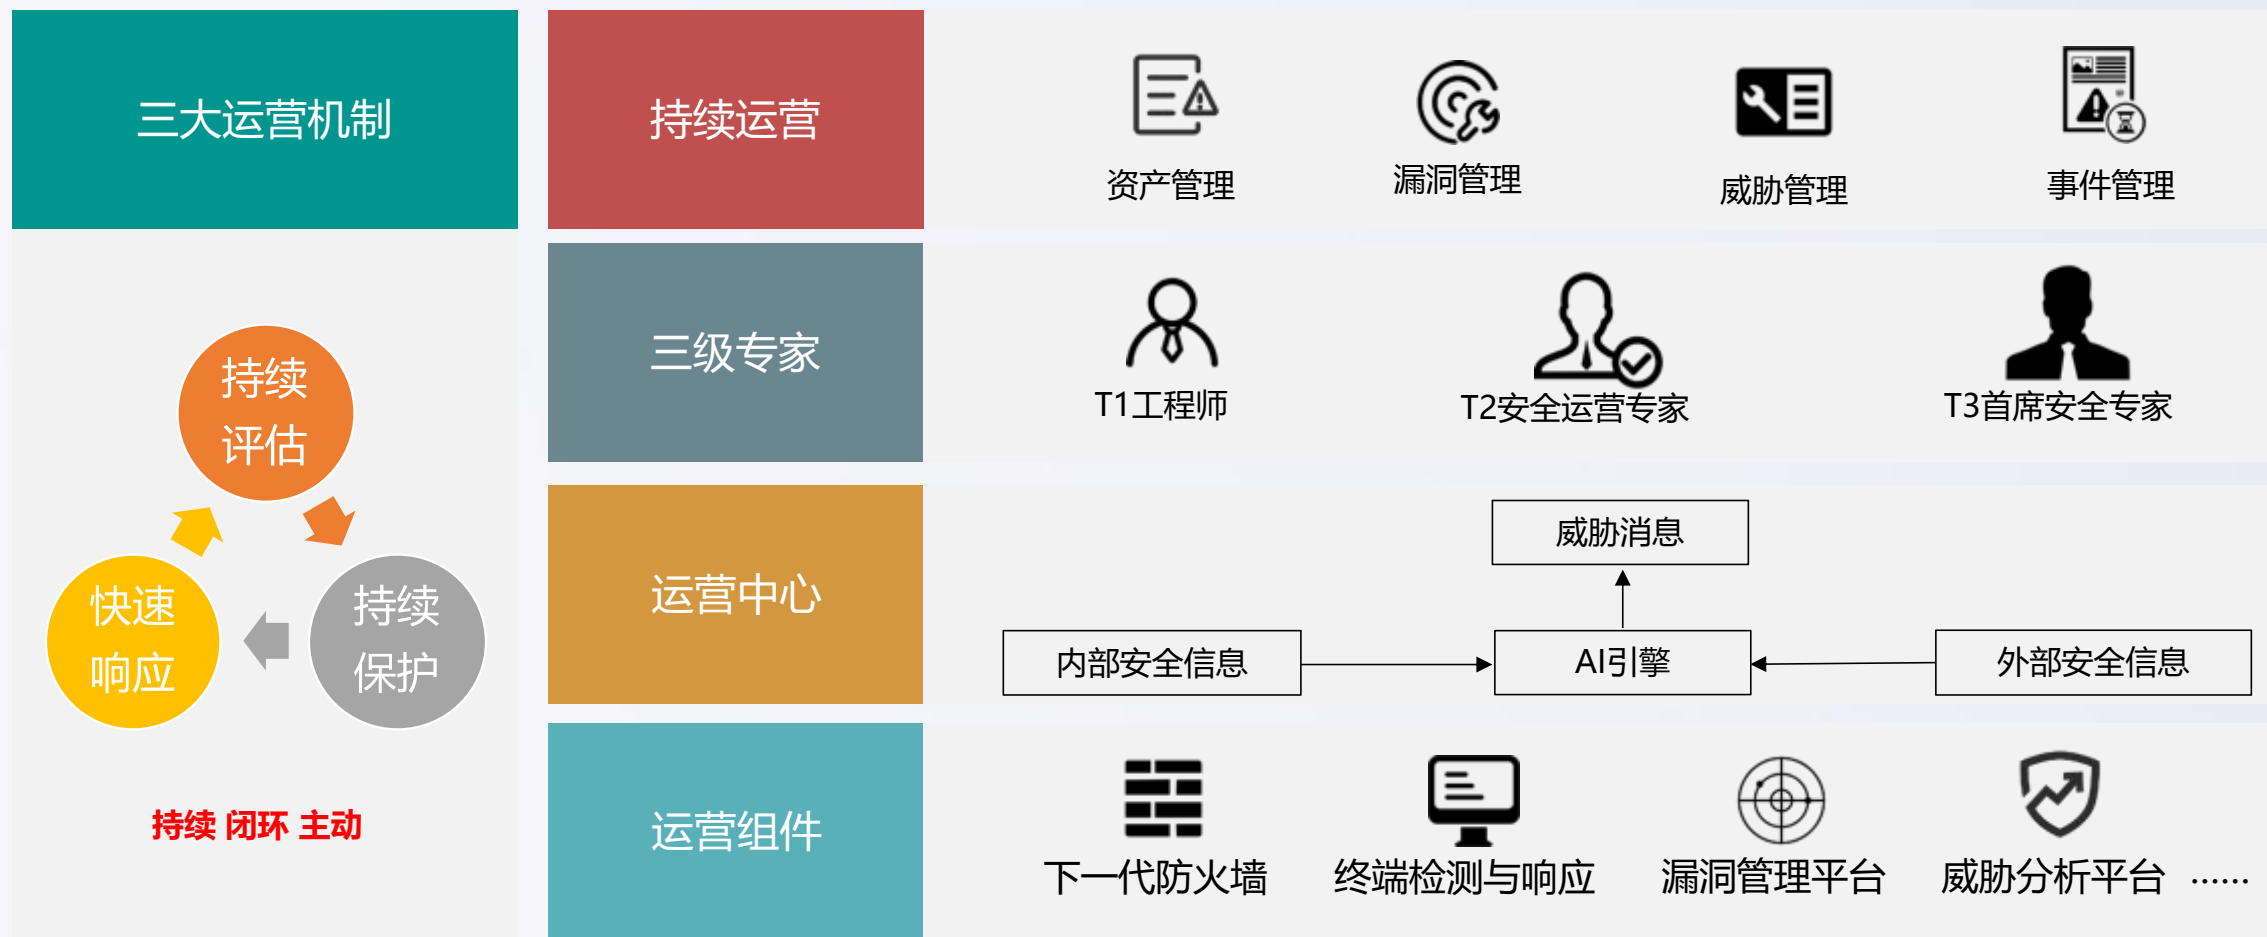 三大运营机制
持续
评估
快速
响应
持续
保护
持续 闭环 主动
持续运营
资产管理
漏洞管理
威胁管理
事件管理
三级专家
T1工程师
T2安全运营专家
T3首席安全专家
运营中心
威胁消息
内部安全信息
AI引擎
外部安全信息
运营组件
下一代防火墙
终端检测与响应
漏洞管理平台
威胁分析平台 ……